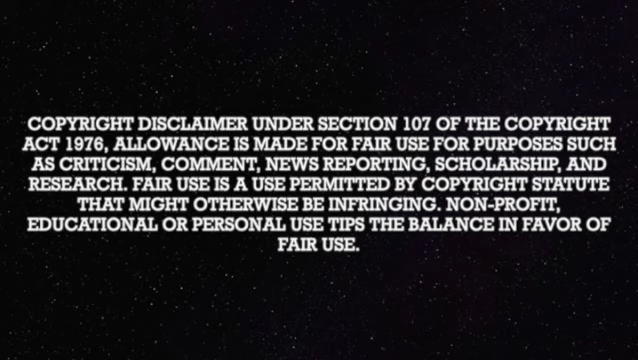 COPYRIGHT DISCLAIMER UNDER SECTION 107 OF THE COPYRIGHT
ACT 1976, ALLOWANCE IS MADE FOR FAIR USE FOR PURPOSES SUCH
AS CRITICISM, COMMENT, NEWS REPORTING, SCHOLARSHIP, AND
RESEARCH. FAIR USE IS A USE PERMITTED BY COPYRIGHT STATUTE
THAT MIGHT OTHERWISE BE INFRINGING. NON-PROFIT,
EDUCATIONAL OR PERSONAL USE TIPS THE BALANCE IN FAVOR OF
FAIR USE.